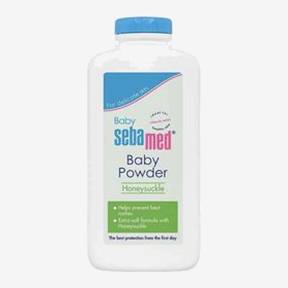 For delicate skin
Baby
sebamed®
Baby
Powder
Honeysuckle
• Helps prevent heat
rashes
• Extra-soft formula with
Honeysuckle
The best protection from the first day